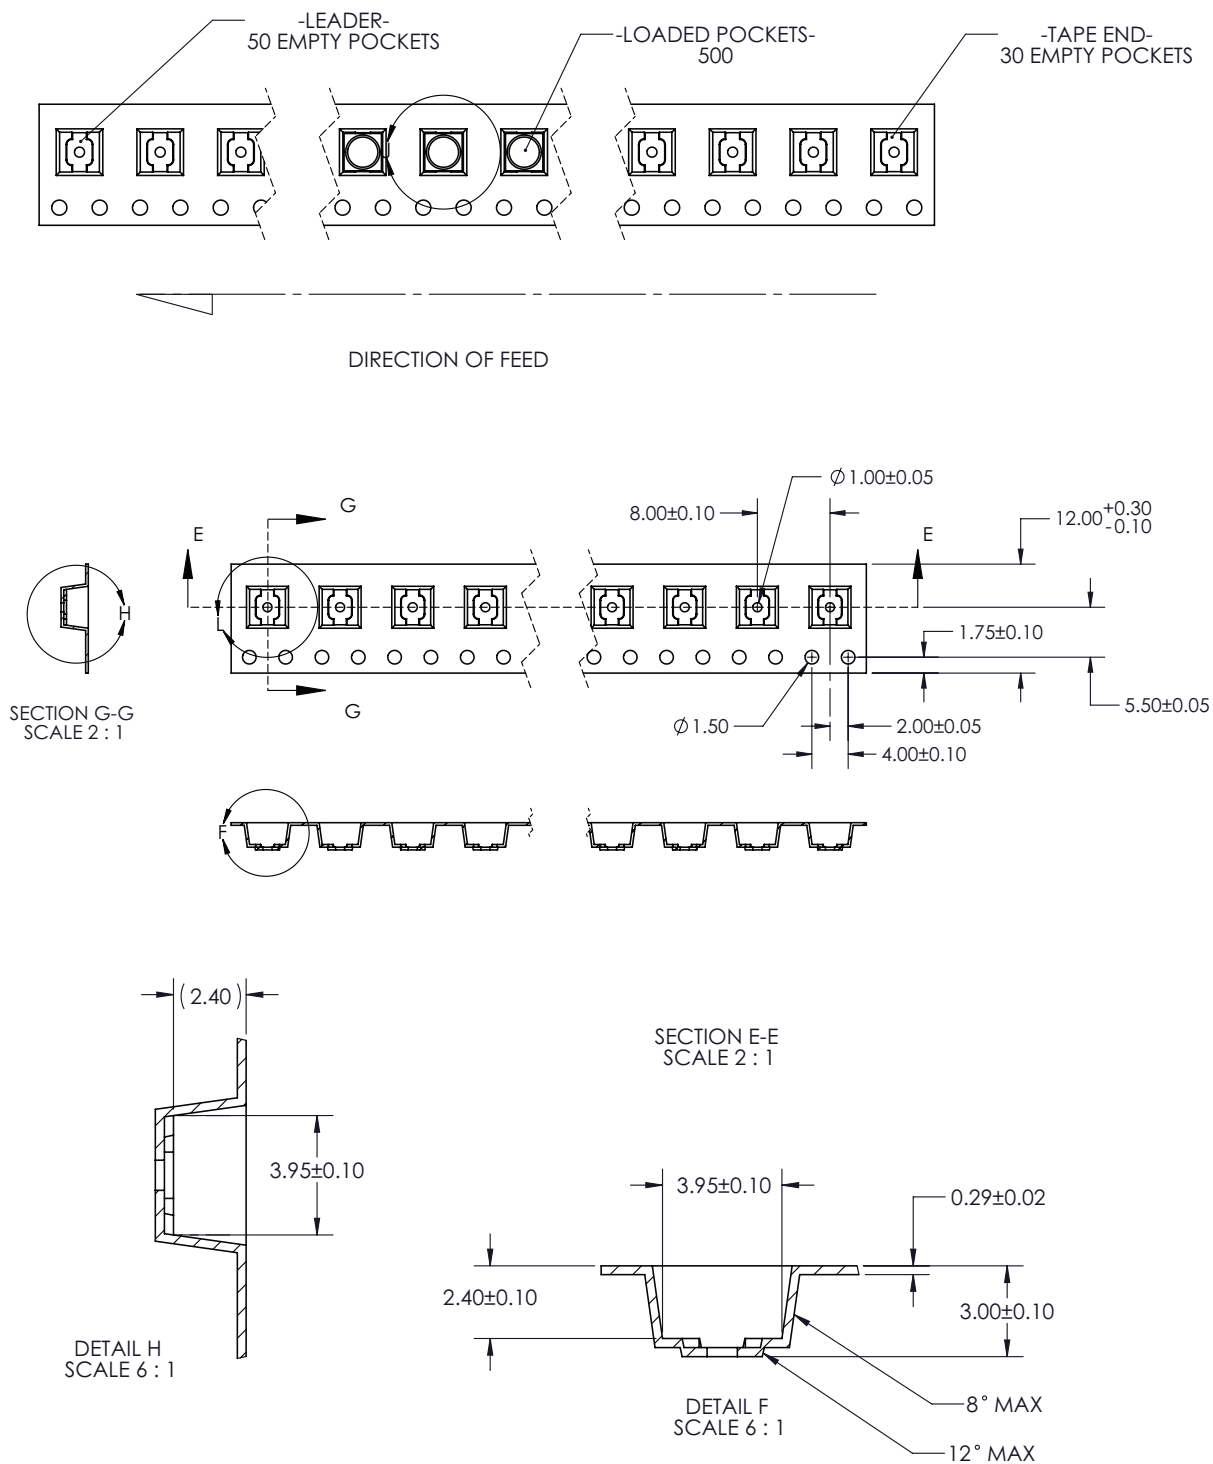 -LEADER-
50 EMPTY POCKETS
-LOADED POCKETS-
500
-TAPE END-
30 EMPTY POCKETS
DIRECTION OF FEED
∅1.00±0.05
8.00±0.10
12.00 +0.30
-0.10
G
E
E
H
L
1.75±0.10
G
SECTION G-G
SCALE 2 : 1
∅1.50
2.00±0.05
5.50±0.05
4.00±0.10
F
(2.40)
SECTION E-E
SCALE 2 : 1
3.95±0.10
3.95±0.10
0.29±0.02
2.40±0.10
3.00±0.10
DETAIL H
SCALE 6 : 1
DETAIL F
SCALE 6 : 1
8° MAX
12° MAX